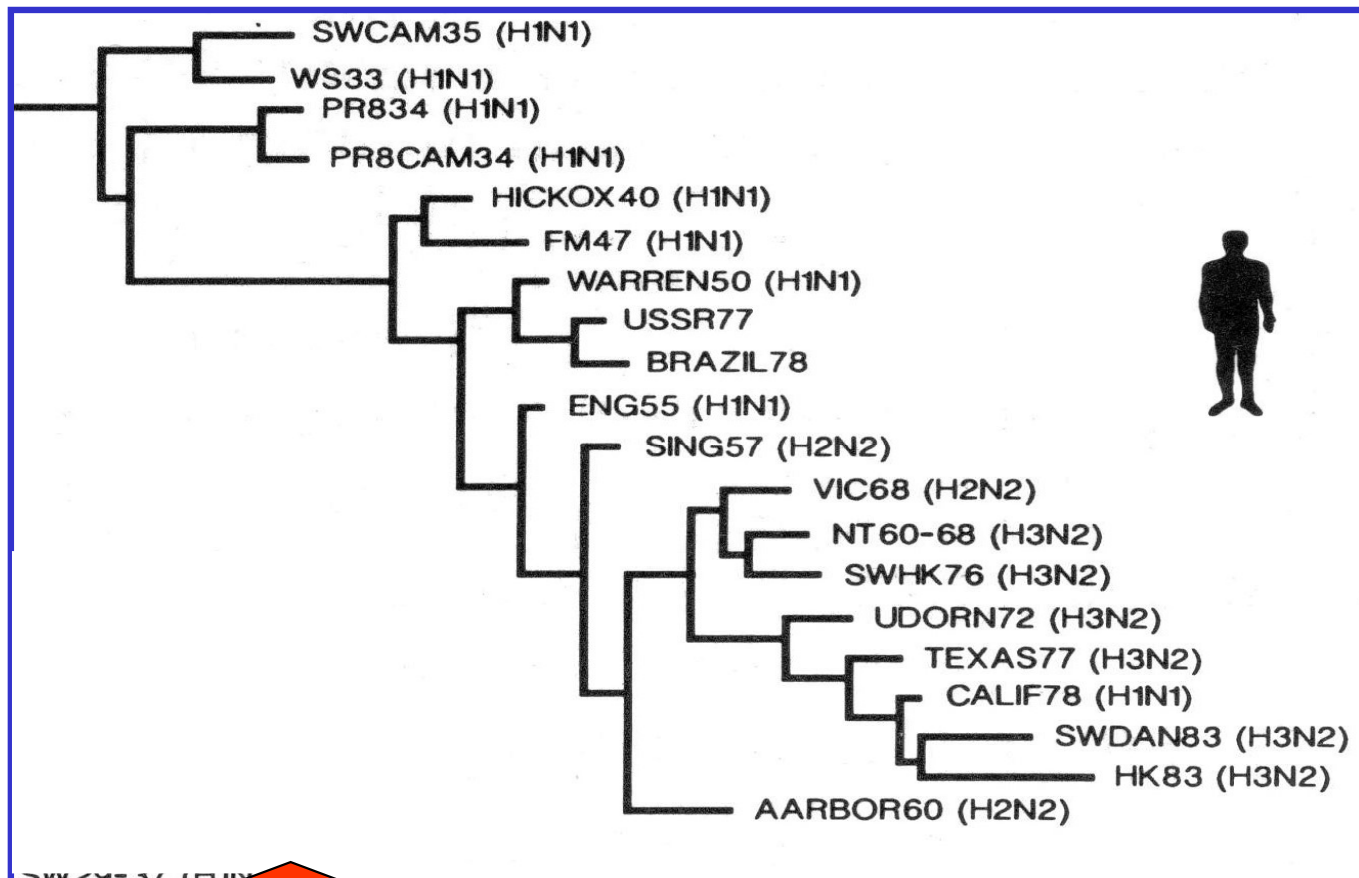 SWCAM35 (H1N1)
WS33 (H1N1)
PR834 (H1N1)
PR8CAM34 (H1N1)
HICKOX40 (H1N1)
FM47 (H1N1)
WARREN50 (H1N1)
USSR77
BRAZIL78
ENG55 (H1N1)
SING57 (H2N2)
VIC68 (H2N2)
NT60-68 (H3N2)
SWHK76 (H3N2)
UDORN72 (H3N2)
TEXAS77 (H3N2)
CALIF78 (H1N1)
SWDAN83 (H3N2)
HK83 (H3N2)
AARBOR60 (H2N2)